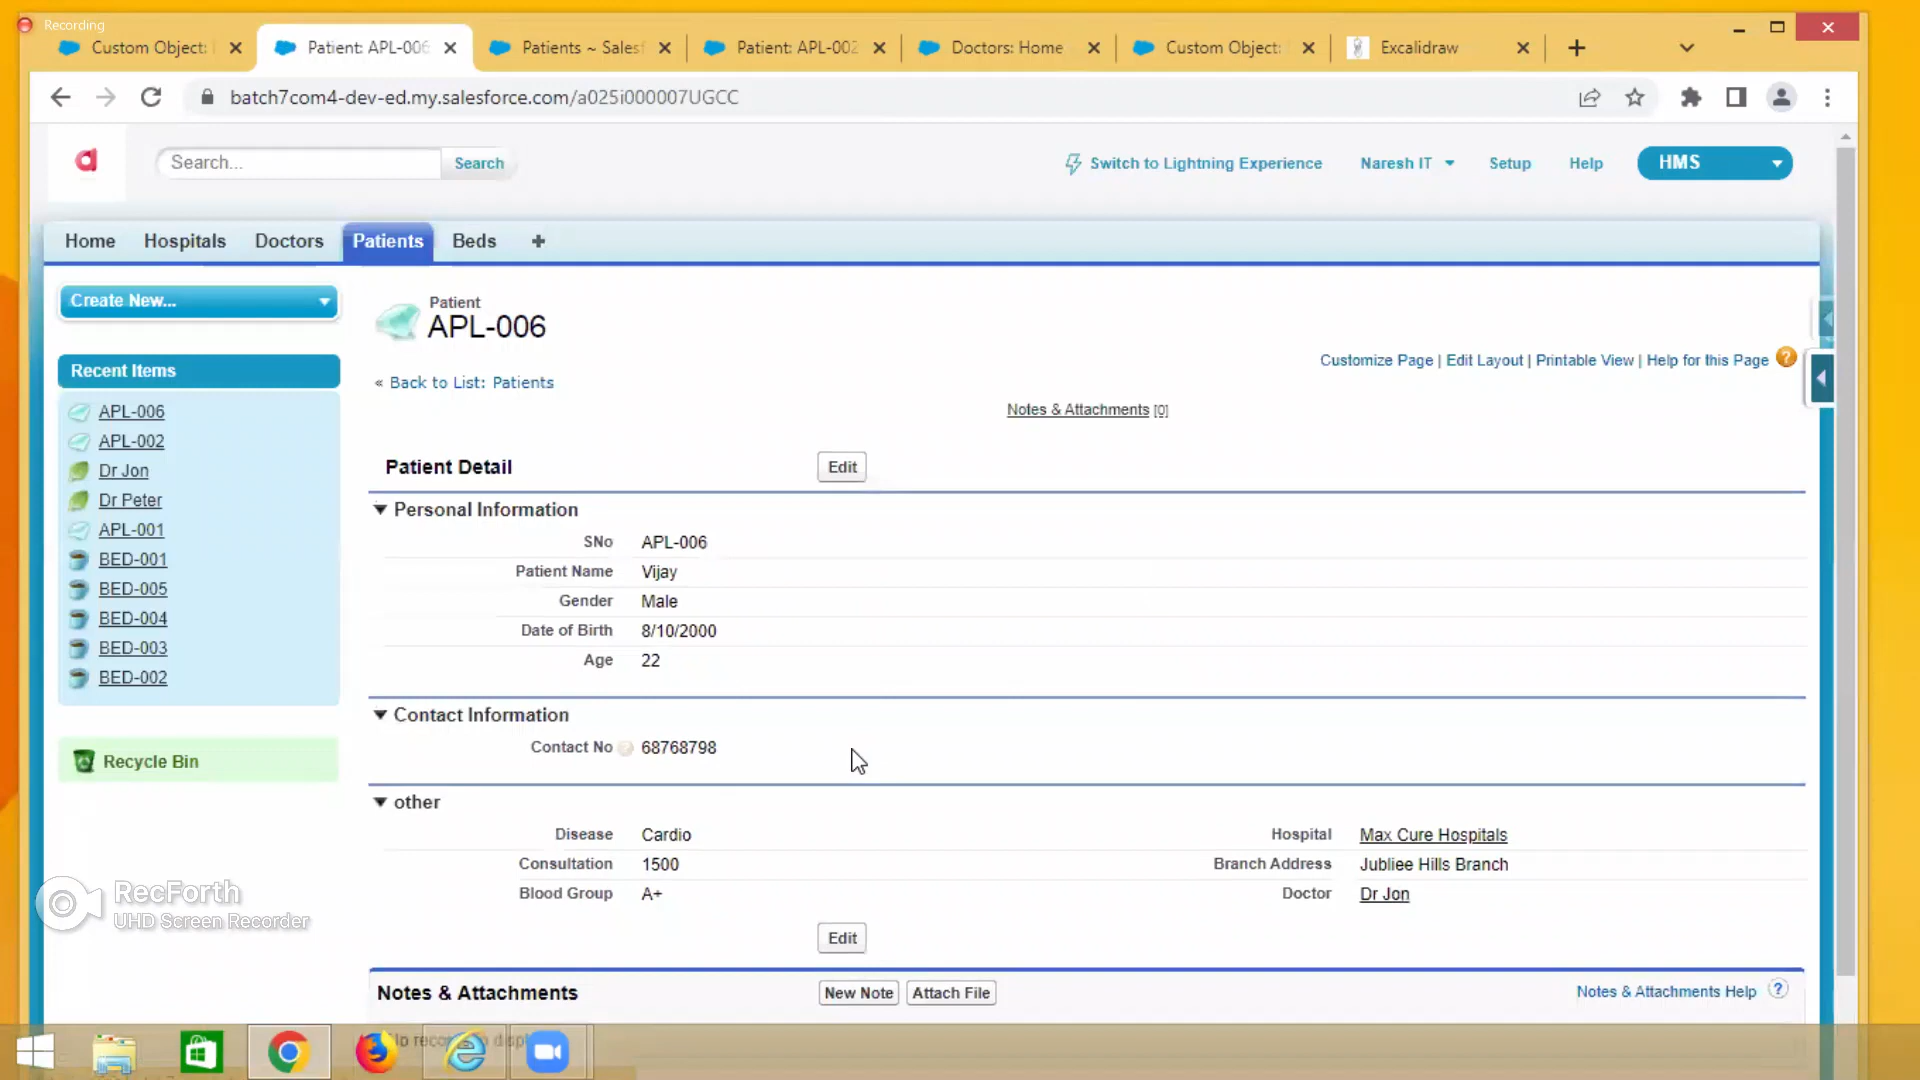 Recording
Custom Object:
Patient: APL-006
Patients ~ Salesf
Patient: APL-002
Doctors: Home
Custom Object:
Excalidraw
batch7com4-dev-ed.my.salesforce.com/a025i000007UGCC
Search...
Search
Switch to Lightning Experience
Naresh IT
Setup
Help
HMS
Home
Hospitals
Doctors
Patients
Beds
Create New...
Recent Items
APL-006
APL-002
Dr Jon
Dr Peter
APL-001
BED-001
BED-005
BED-004
BED-003
BED-002
Recycle Bin
Patient
APL-006
Customize Page | Edit Layout | Printable View | Help for this Page
« Back to List: Patients
Notes & Attachments [0]
Patient Detail
Edit
Personal Information
SNo APL-006
Patient Name Vijay
Gender Male
Date of Birth 8/10/2000
Age 22
Contact Information
Contact No 68768798
other
Disease Cardio
Hospital Max Cure Hospitals
Consultation 1500
Branch Address Jubliee Hills Branch
Blood Group A+
Doctor Dr Jon
Edit
Notes & Attachments
New Note
Attach File
Notes & Attachments Help
RecForth
UHD Screen Recorder